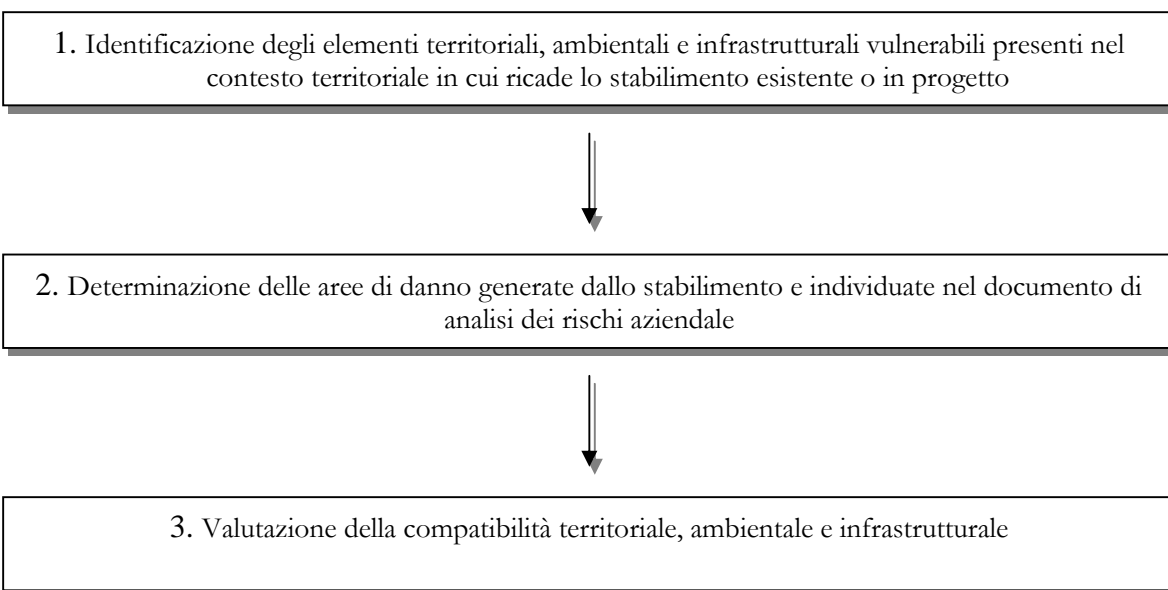 1. Identificazione degli elementi territoriali, ambientali e infrastrutturali vulnerabili presenti nel
contesto territoriale in cui ricade lo stabilimento esistente o in progetto
2. Determinazione delle aree di danno generate dallo stabilimento e individuate nel documento di
analisi dei rischi aziendale
3. Valutazione della compatibilità territoriale, ambientale e infrastrutturale